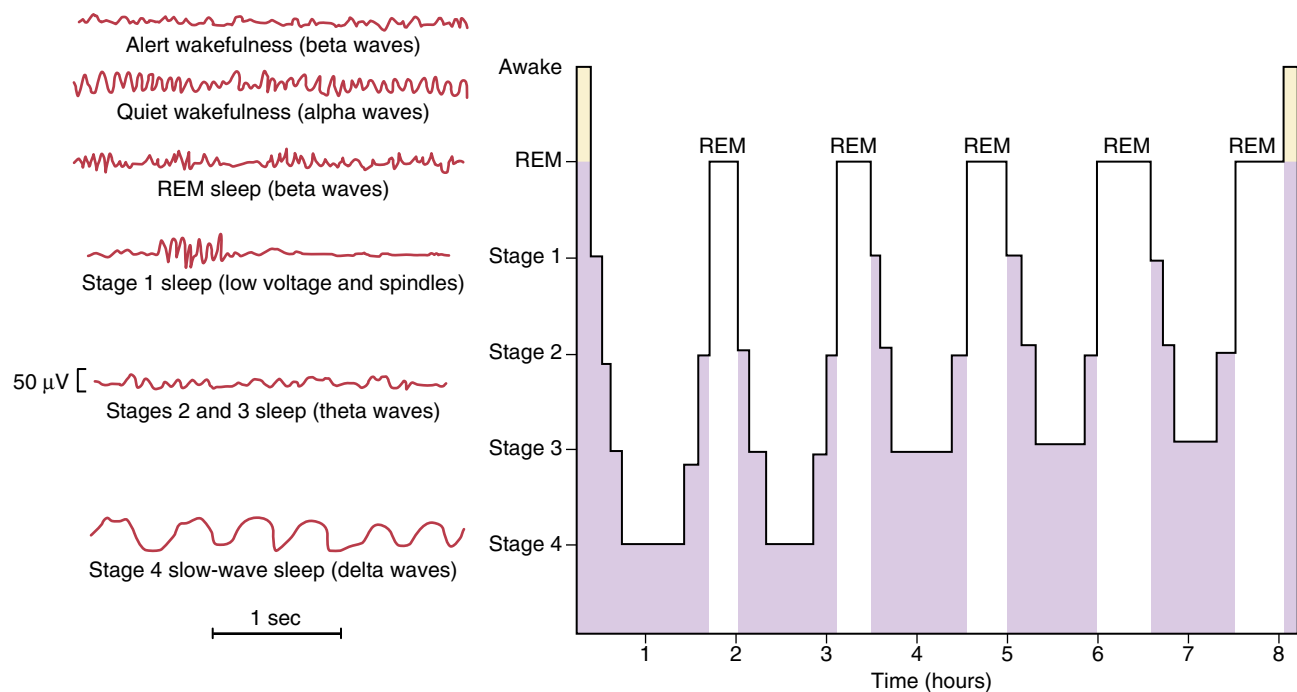 Alert wakefulness (beta waves)
Quiet wakefulness (alpha waves)
REM sleep (beta waves)
Stage 1 sleep (low voltage and spindles)
50 μV
Stages 2 and 3 sleep (theta waves)
Stage 4 slow-wave sleep (delta waves)
1 sec
Awake
REM
Stage 1
Stage 2
Stage 3
Stage 4
REM REM REM REM REM
1 2 3 4 5 6 7 8
Time (hours)